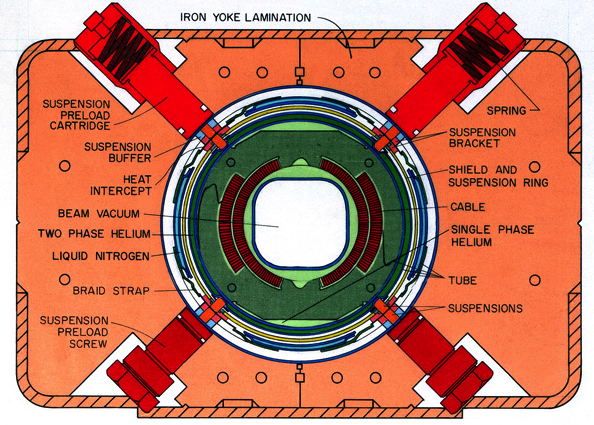 IRON YOKE LAMINATION
SUSPENSION
PRELOAD
CARTRIDGE
SUSPENSION
BUFFER
HEAT
INTERCEPT
BEAM VACUUM
TWO PHASE HELIUM
LIQUID NITROGEN
BRAID STRAP
SUSPENSION
PRELOAD
SCREW
SPRING
SUSPENSION
BRACKET
SHIELD AND
SUSPENSION RING
CABLE
SINGLE PHASE
HELIUM
TUBE
SUSPENSIONS